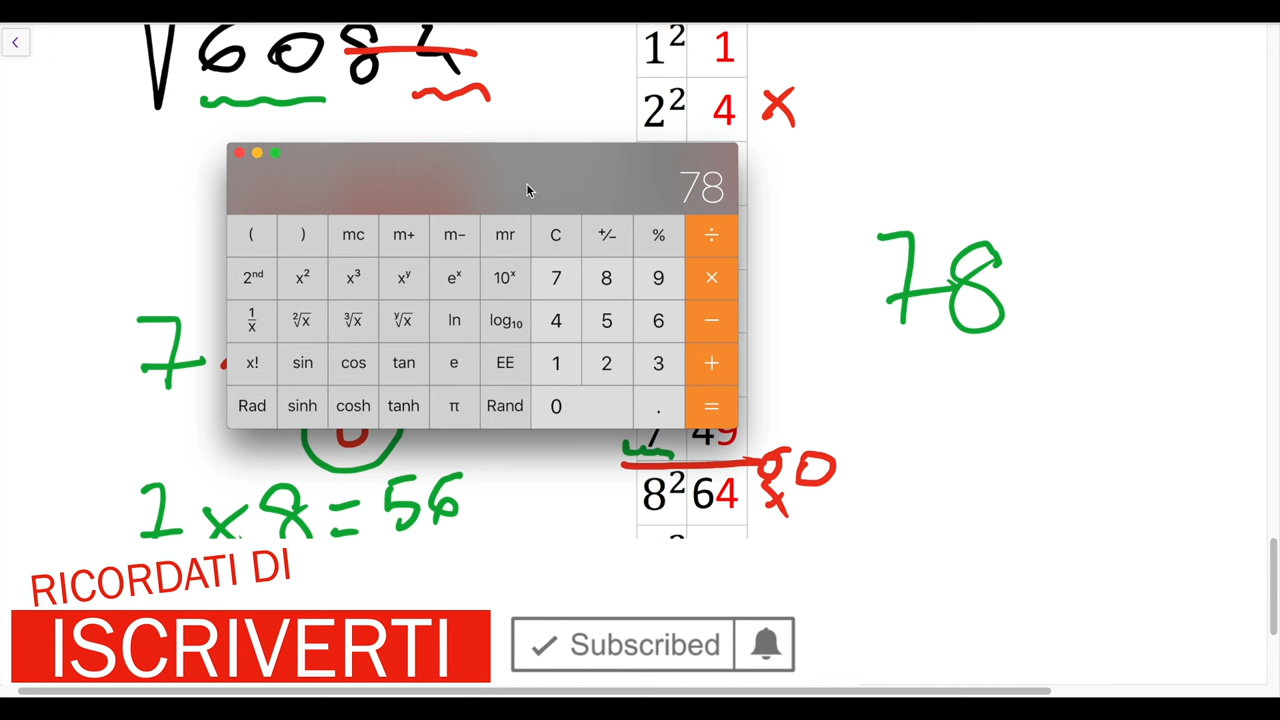 √6084
1² 1
2² 4 x
78
( ) mc m+ m- mr C ⁺∕₋ % ÷
2ⁿᵈ x² x³ xʸ eˣ 10ˣ 7 8 9 ×
1/x ²√x ³√x ʸ√x ln log₁₀ 4 5 6 −
x! sin cos tan e EE 1 2 3 +
Rad sinh cosh tanh π Rand 0 . =
78
7
7 49
60
8² 64 x
7 x 8 = 56
RICORDATI DI
ISCRIVERTI
Subscribed